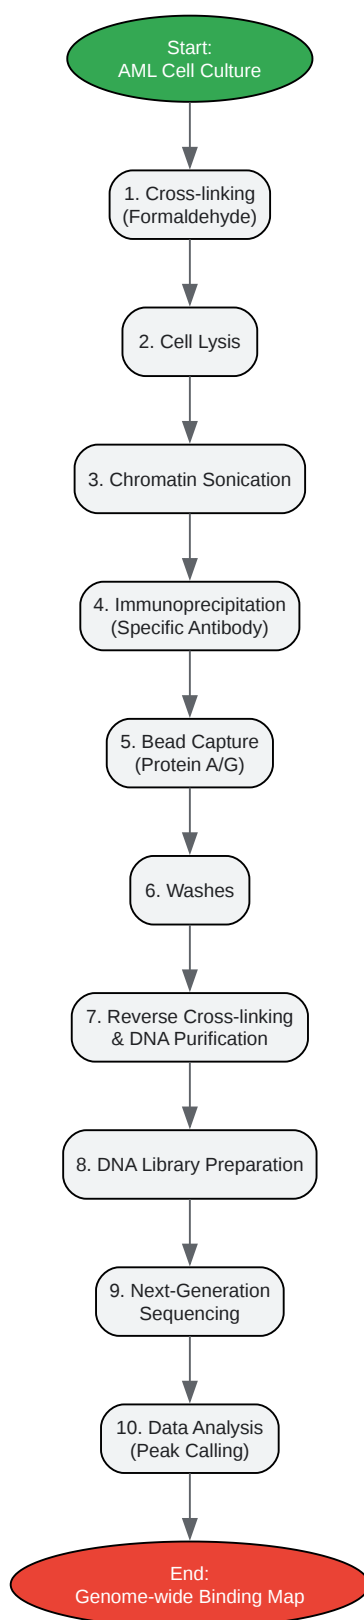 Start:
AML Cell Culture
1. Cross-linking
(Formaldehyde)
2. Cell Lysis
3. Chromatin Sonication
4. Immunoprecipitation
(Specific Antibody)
5. Bead Capture
(Protein A/G)
6. Washes
7. Reverse Cross-linking
& DNA Purification
8. DNA Library Preparation
9. Next-Generation
Sequencing
10. Data Analysis
(Peak Calling)
End:
Genome-wide Binding Map